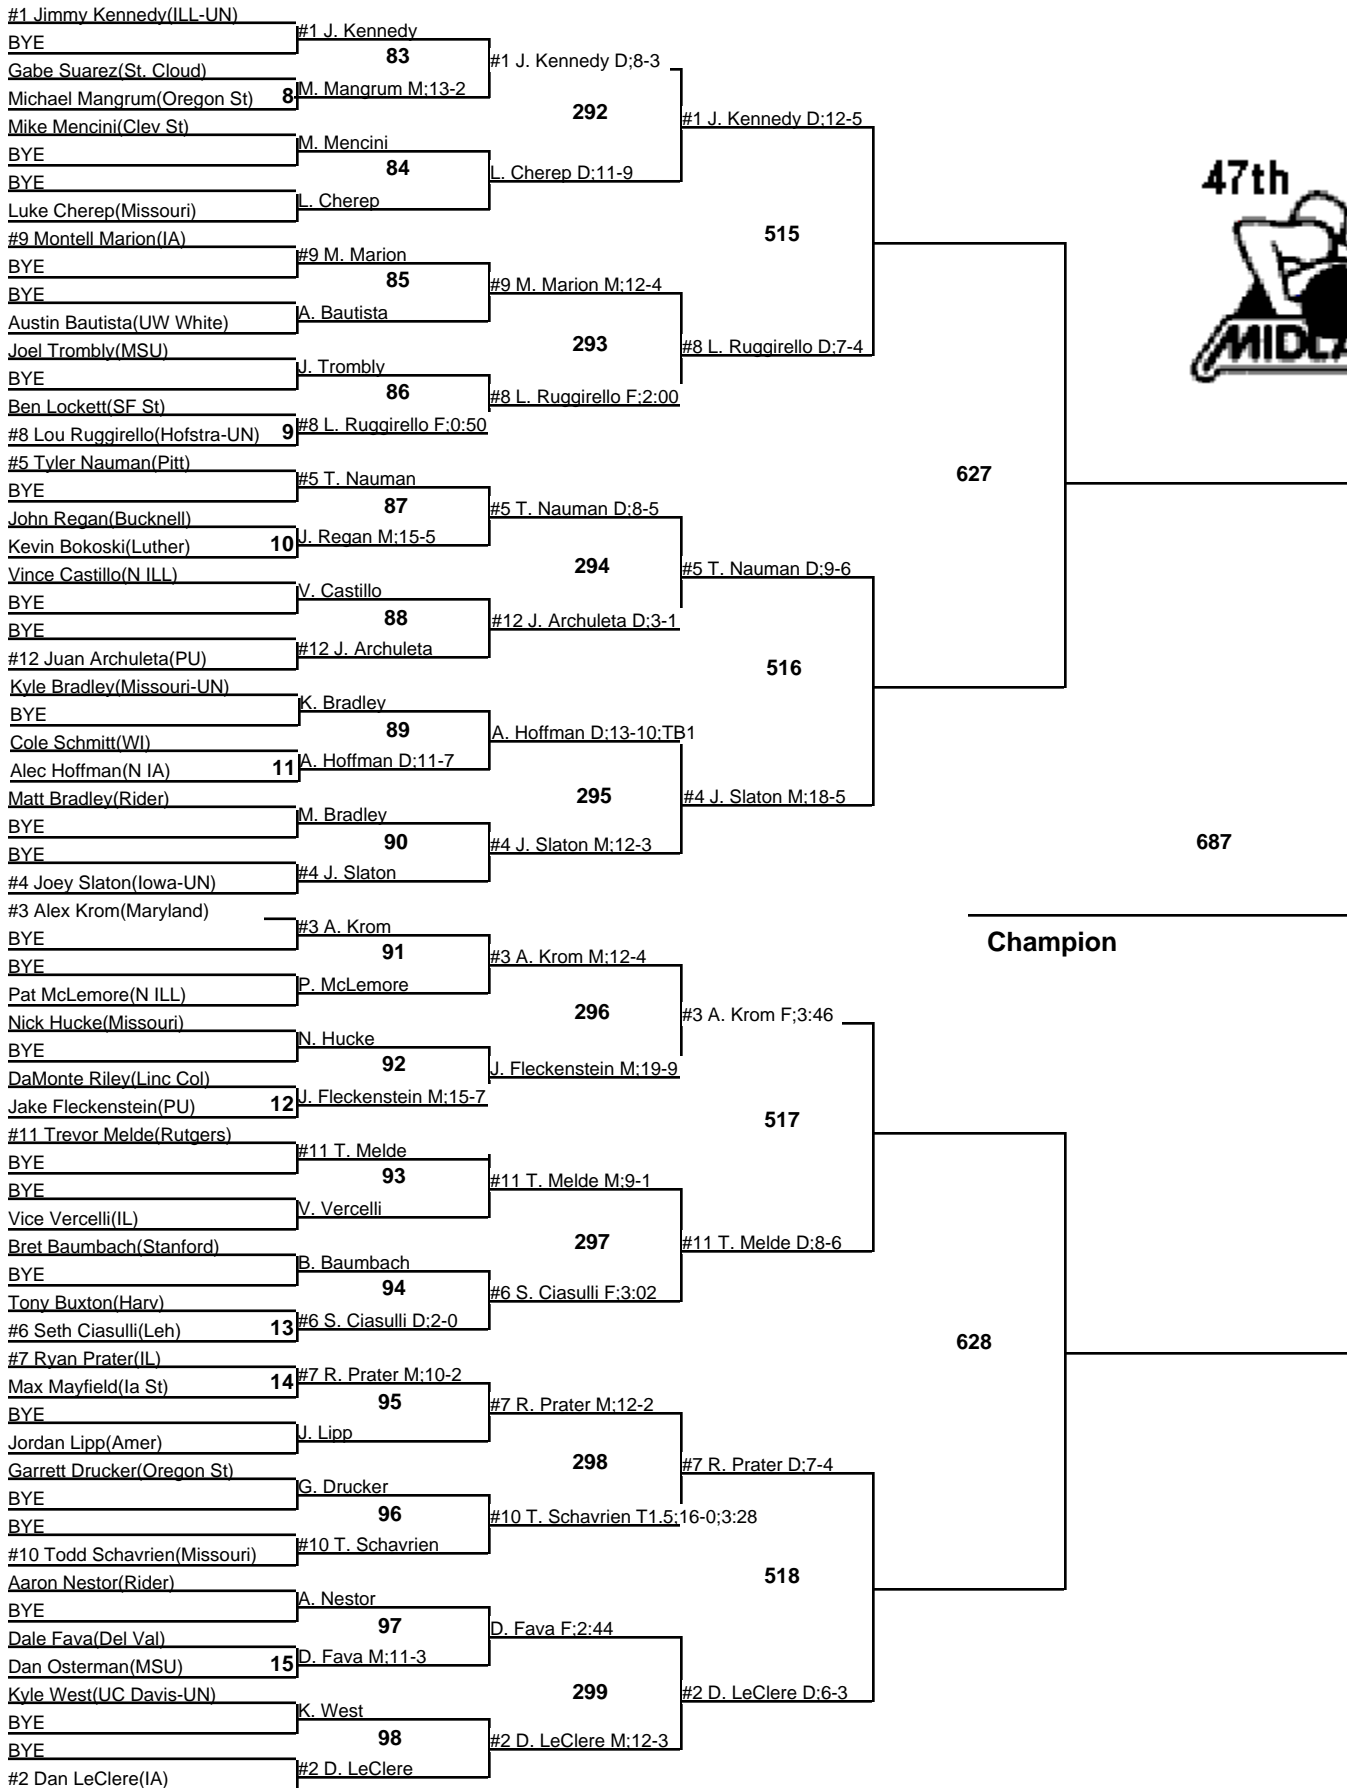 #1 Jimmy Kennedy(ILL-UN)
BYE
Gabe Suarez(St. Cloud)
Michael Mangrum(Oregon St) 8
Mike Mencini(Clev St)
BYE
BYE
Luke Cherep(Missouri)
#9 Montell Marion(IA)
BYE
BYE
Austin Bautista(UW White)
Joel Trombly(MSU)
BYE
Ben Lockett(SF St)
#8 Lou Ruggirello(Hofstra-UN) 9
#5 Tyler Nauman(Pitt)
BYE
John Regan(Bucknell)
Kevin Bokoski(Luther) 10
Vince Castillo(N ILL)
BYE
BYE
#12 Juan Archuleta(PU)
Kyle Bradley(Missouri-UN)
BYE
Cole Schmitt(WI)
Alec Hoffman(N IA) 11
Matt Bradley(Rider)
BYE
BYE
#4 Joey Slaton(Iowa-UN)
#3 Alex Krom(Maryland)
BYE
BYE
Pat McLemore(N ILL)
Nick Hucke(Missouri)
BYE
DaMonte Riley(Linc Col)
Jake Fleckenstein(PU) 12
#11 Trevor Melde(Rutgers)
BYE
BYE
Vice Vercelli(IL)
Bret Baumbach(Stanford)
BYE
Tony Buxton(Harv)
#6 Seth Ciasulli(Leh) 13
#7 Ryan Prater(IL)
Max Mayfield(Ia St) 14
BYE
Jordan Lipp(Amer)
Garrett Drucker(Oregon St)
BYE
BYE
#10 Todd Schavrien(Missouri)
Aaron Nestor(Rider)
BYE
Dale Fava(Del Val)
Dan Osterman(MSU) 15
Kyle West(UC Davis-UN)
BYE
BYE
#2 Dan LeClere(IA)
#1 J. Kennedy
83
M. Mangrum M;13-2
M. Mencini
84
L. Cherep
#9 M. Marion
85
A. Bautista
J. Trombly
86
#8 L. Ruggirello F;0:50
#5 T. Nauman
87
J. Regan M;15-5
V. Castillo
88
#12 J. Archuleta
K. Bradley
89
A. Hoffman D;11-7
M. Bradley
90
#4 J. Slaton
#3 A. Krom
91
P. McLemore
N. Hucke
92
J. Fleckenstein M;15-7
#11 T. Melde
93
V. Vercelli
B. Baumbach
94
#6 S. Ciasulli D;2-0
#7 R. Prater M;10-2
95
J. Lipp
G. Drucker
96
#10 T. Schavrien
A. Nestor
97
D. Fava M;11-3
K. West
98
#2 D. LeClere
#1 J. Kennedy D;8-3
292
L. Cherep D;11-9
#9 M. Marion M;12-4
293
#8 L. Ruggirello F;2:00
#5 T. Nauman D;8-5
294
#12 J. Archuleta D;3-1
A. Hoffman D;13-10;TB1
295
#4 J. Slaton M;12-3
#3 A. Krom M;12-4
296
J. Fleckenstein M;19-9
#11 T. Melde M;9-1
297
#6 S. Ciasulli F;3:02
#7 R. Prater M;12-2
298
#10 T. Schavrien T1.5;16-0;3:28
D. Fava F;2:44
299
#2 D. LeClere M;12-3
#1 J. Kennedy D;12-5
515
#8 L. Ruggirello D;7-4
#5 T. Nauman D;9-6
516
#4 J. Slaton M;18-5
#3 A. Krom F;3:46
517
#11 T. Melde D;8-6
#7 R. Prater D;7-4
518
#2 D. LeClere D;6-3
627
628
47th
687
Champion